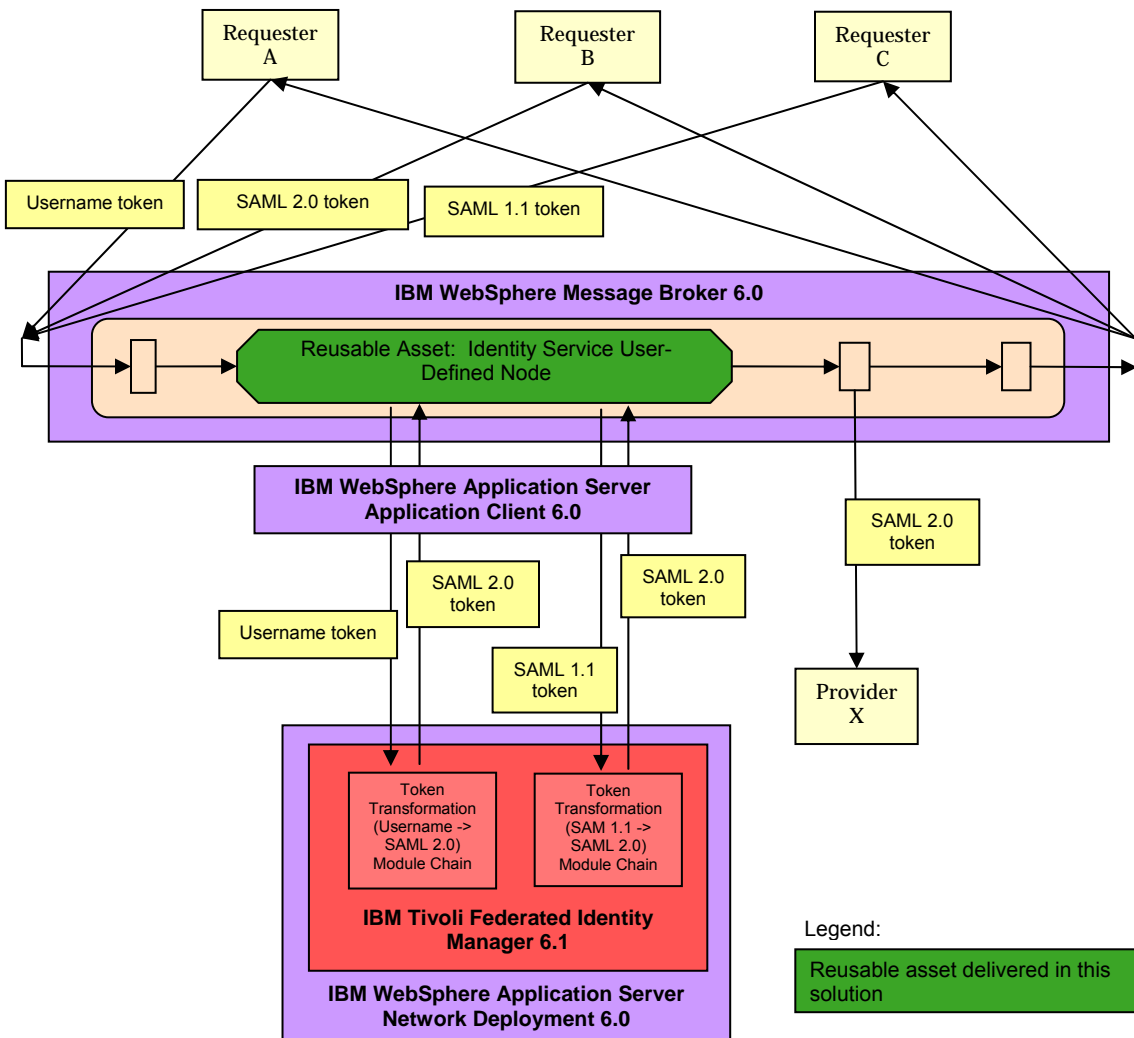 Requester
A
Requester
B
Requester
C
Username token
SAML 2.0 token
SAML 1.1 token
IBM WebSphere Message Broker 6.0
Reusable Asset: Identity Service User-
Defined Node
IBM WebSphere Application Server
Application Client 6.0
SAML 2.0
token
SAML 2.0
token
SAML 2.0
token
Username token
SAML 1.1
token
Provider
X
Token
Transformation
(Username ->
SAML 2.0)
Module Chain
Token
Transformation
(SAM 1.1 ->
SAML 2.0)
Module Chain
IBM Tivoli Federated Identity
Manager 6.1
IBM WebSphere Application Server
Network Deployment 6.0
Legend:
Reusable asset delivered in this
solution